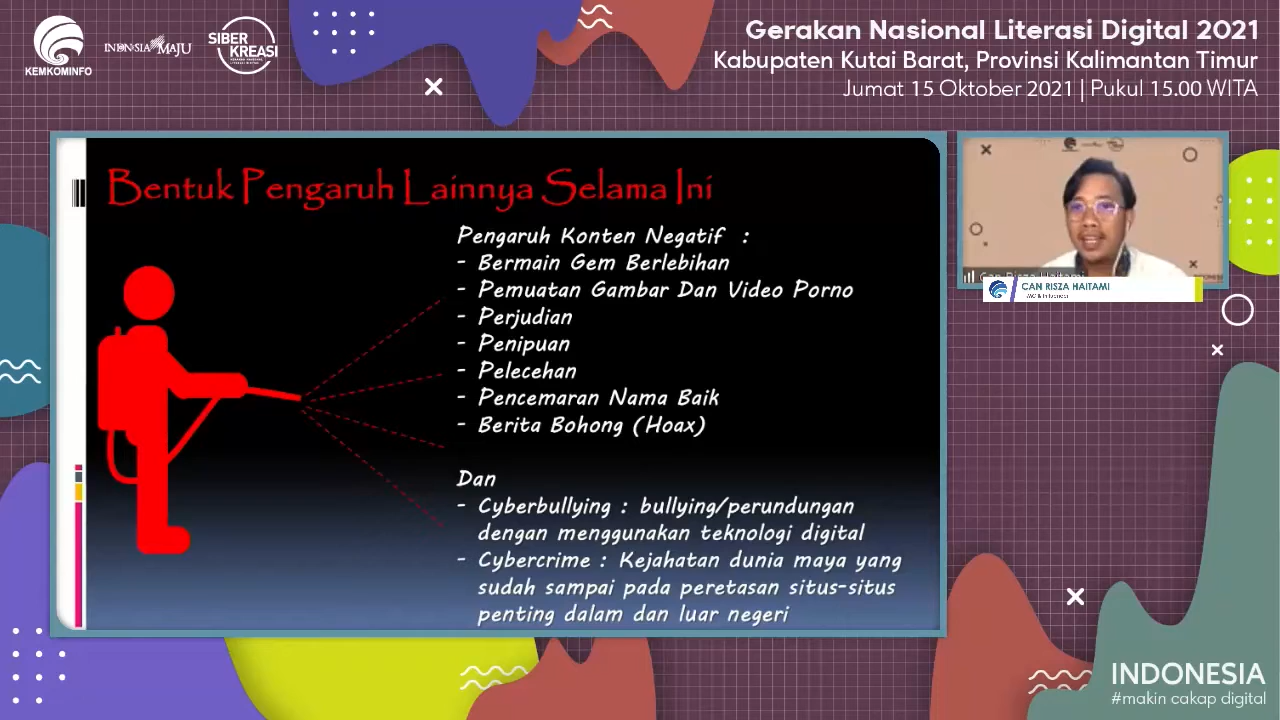 KEMKOMINFO
INDONESIA MAJU
SIBER
KREASI
Gerakan Nasional Literasi Digital 2021
Kabupaten Kutai Barat, Provinsi Kalimantan Timur
Jumat 15 Oktober 2021 | Pukul 15.00 WITA
Bentuk Pengaruh Lainnya Selama Ini
Pengaruh Konten Negatif :
- Bermain Gem Berlebihan
- Pemuatan Gambar Dan Video Porno
- Perjudian
- Penipuan
- Pelecehan
- Pencemaran Nama Baik
- Berita Bohong (Hoax)
Dan
- Cyberbullying : bullying/perundungan
dengan menggunakan teknologi digital
- Cybercrime : Kejahatan dunia maya yang
sudah sampai pada peretasan situs-situs
penting dalam dan luar negeri
Can Risza Haitami
CAN RISZA HAITAMI
INDONESIA
#makin cakap digital